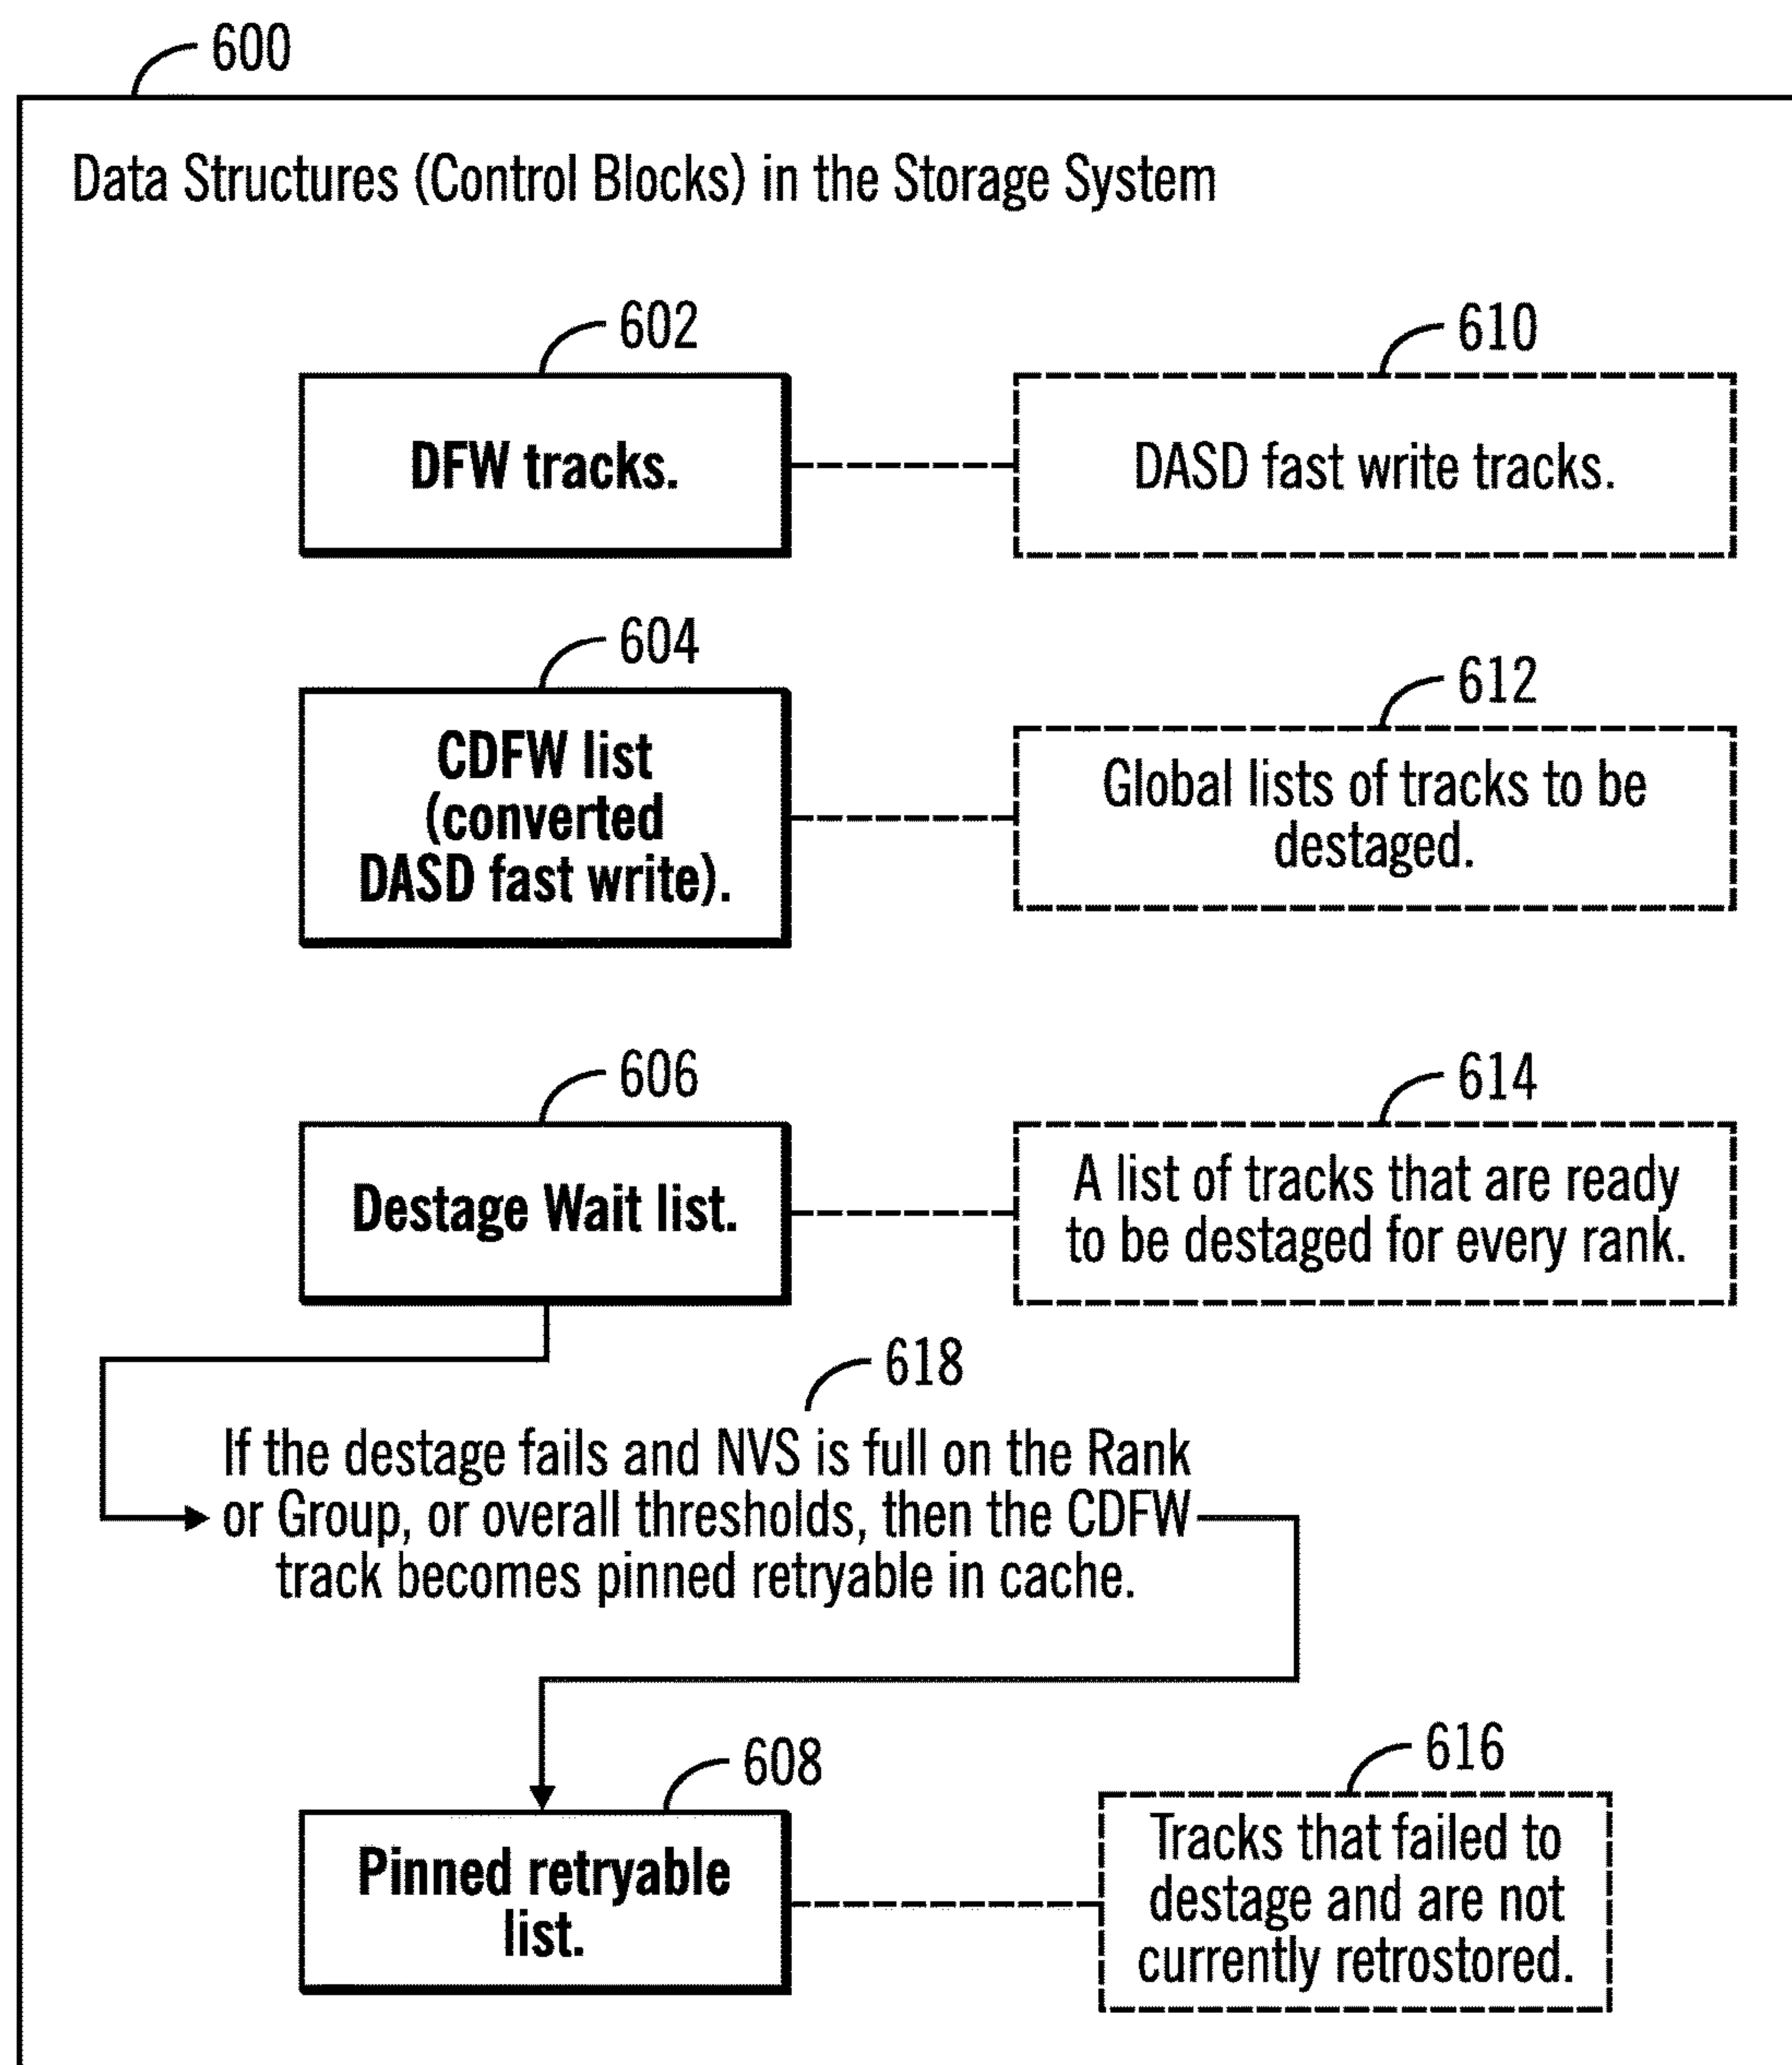 600
Data Structures (Control Blocks) in the Storage System
602
DFW tracks.
610
DASD fast write tracks.
604
CDFW list
(converted
DASD fast write).
612
Global lists of tracks to be
destaged.
606
Destage Wait list.
614
A list of tracks that are ready
to be destaged for every rank.
618
If the destage fails and NVS is full on the Rank
or Group, or overall thresholds, then the CDFW
track becomes pinned retryable in cache.
608
Pinned retryable
list.
616
Tracks that failed to
destage and are not
currently retrostored.